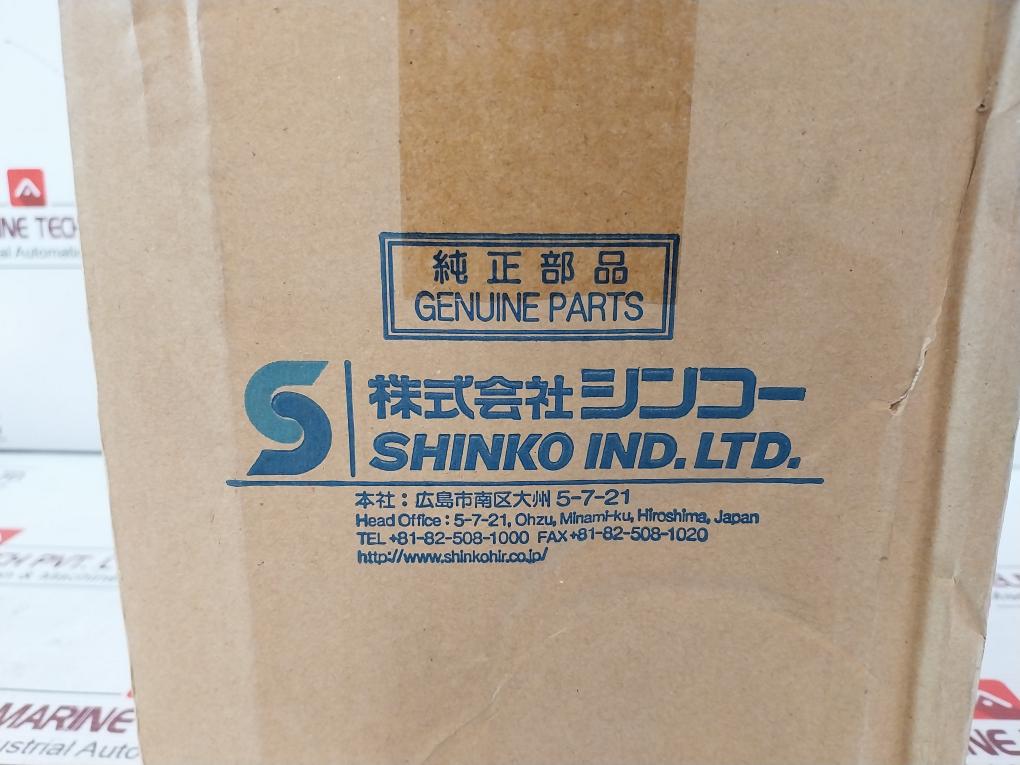 純正部品
GENUINE PARTS
株式会社シンコー
SHINKO IND. LTD.
本社：広島市南区大州 5-7-21
Head Office : 5-7-21, Ohzu, Minami-ku, Hiroshima, Japan
TEL +81-82-508-1000 FAX +81-82-508-1020
http://www.shinkohir.co.jp/
TECH PVT. L
MARINE